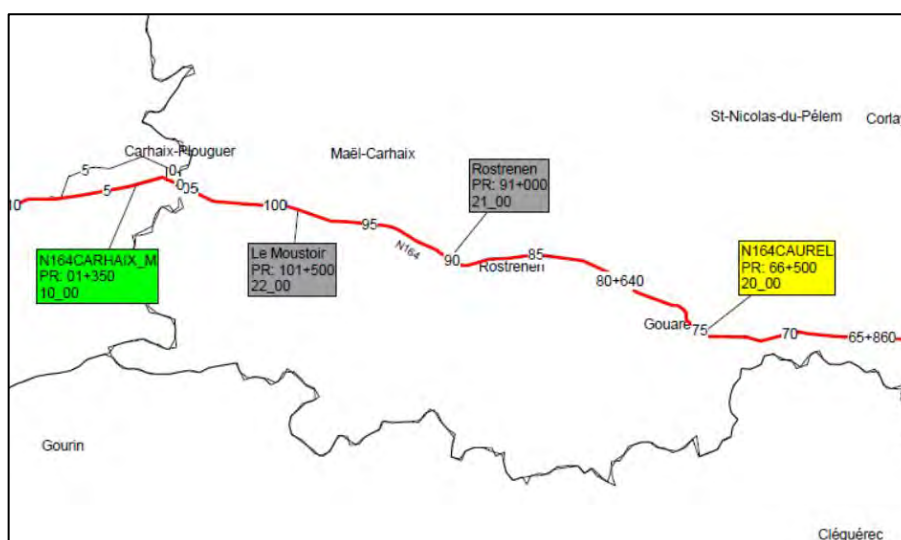 St-Nicolas-du-Pélem
Corla
Carhaix-Plouguer
Maël-Carhaix
Rostrenen
PR: 91+000
21_00
5
5
10
100
95
N164
90
85
Rostrenen
80+640
N164CARHAIX_M
PR: 01+350
10_00
Le Moustoir
PR: 101+500
22_00
N164CAUREL
PR: 66+500
20_00
Gouare
75
70
65+860
Gourin
Cléguérec